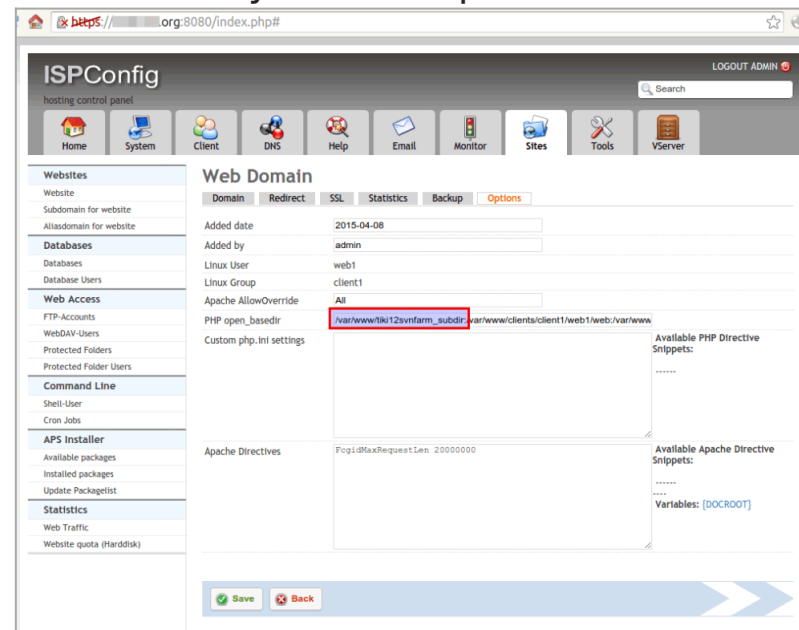 https://
.org:8080/index.php#
ISPConfig
hosting control panel
LOGOUT ADMIN
Search
Home
System
Client
DNS
Help
Email
Monitor
Sites
Tools
VServer
Websites
Website
Subdomain for website
Aliasdomain for website
Databases
Databases
Database Users
Web Access
FTP-Accounts
WebDAV-Users
Protected Folders
Protected Folder Users
Command Line
Shell-User
Cron Jobs
APS Installer
Available packages
Installed packages
Update Packagelist
Statistics
Web Traffic
Website quota (Harddisk)
Web Domain
Domain
Redirect
SSL
Statistics
Backup
Options
Added date
2015-04-08
Added by
admin
Linux User
web1
Linux Group
client1
Apache AllowOverride
All
PHP open_basedir
/var/www/tiki12svnfarm_subdir:/var/www/clients/client1/web1/web:/var/www
Custom php.ini settings
Available PHP Directive
Snippets:
------
Apache Directives
FcgidMaxRequestLen 20000000
Available Apache Directive
Snippets:
------
----
Variables: {DOCROOT}
Save
Back